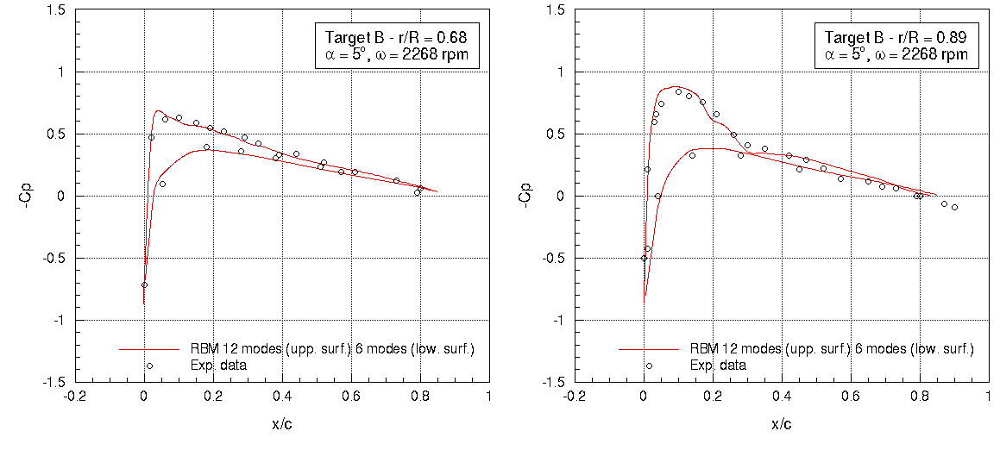 1.5
1
0.5
0
-0.5
-1
-1.5
-Cp
Target B - r/R = 0.68
α = 5°, ω = 2268 rpm
RBM 12 modes (upp. surf.) 6 modes (low. surf.)
Exp. data
-0.2 0 0.2 0.4 0.6 0.8 1
x/c
1.5
1
0.5
0
-0.5
-1
-1.5
-Cp
Target B - r/R = 0.89
α = 5°, ω = 2268 rpm
RBM 12 modes (upp. surf.) 6 modes (low. surf.)
Exp. data
-0.2 0 0.2 0.4 0.6 0.8 1
x/c